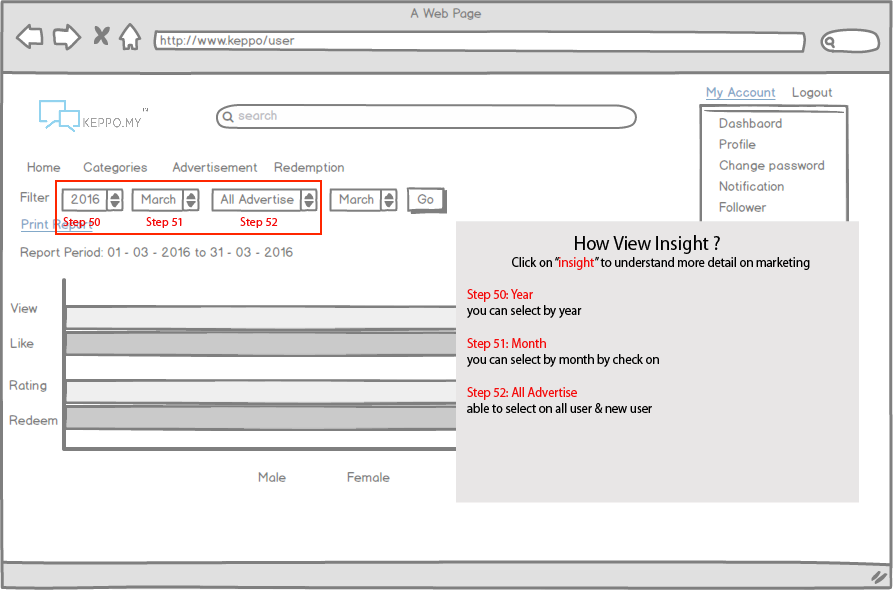 A Web Page
http://www.keppo/user
My Account Logout
KEPPO.MY
search
Dashbaord
Profile
Change password
Notification
Follower
Home Categories Advertisement Redemption
Filter 2016 March All Advertise March Go
Step 50 Step 51 Step 52
Print Report
Report Period: 01 - 03 - 2016 to 31 - 03 - 2016
How View Insight ?
Click on "insight" to understand more detail on marketing
Step 50: Year
you can select by year
Step 51: Month
you can select by month by check on
Step 52: All Advertise
able to select on all user & new user
View
Like
Rating
Redeem
Male Female